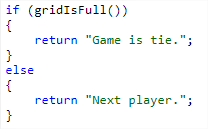 if (gridIsFull())
{
    return "Game is tie.";
}
else
{
    return "Next player.";
}